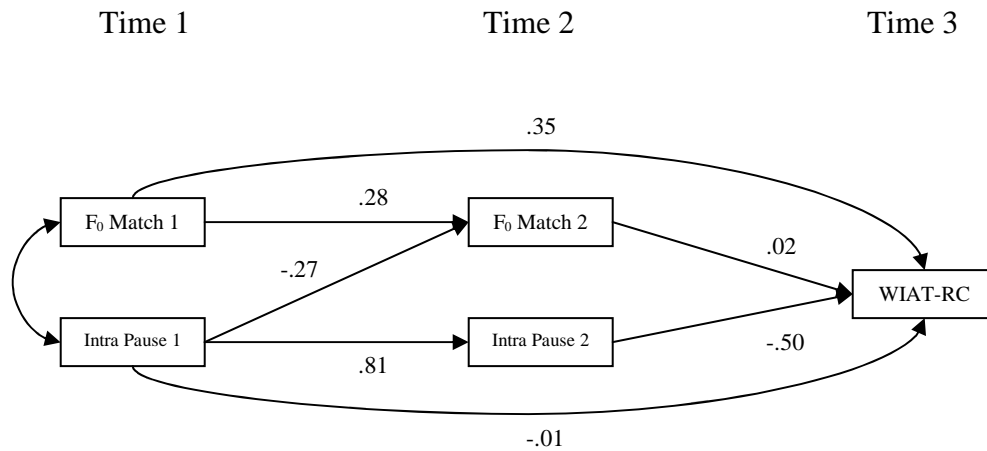 Time 1 Time 2 Time 3
.35
F₀ Match 1 .28 F₀ Match 2
-.27 .02
WIAT-RC
Intra Pause 1 .81 Intra Pause 2 -.50
-.01